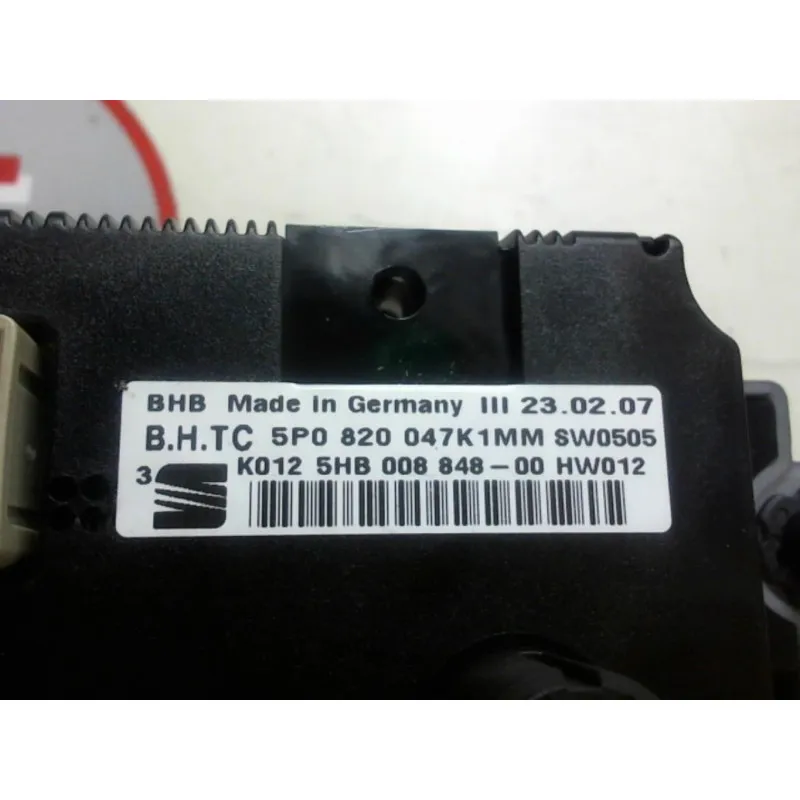 BHB Made in Germany III 23.02.07
B.H.TC 5P0 820 047K1MM SW0505
3 K012 5HB 008 848-00 HW012